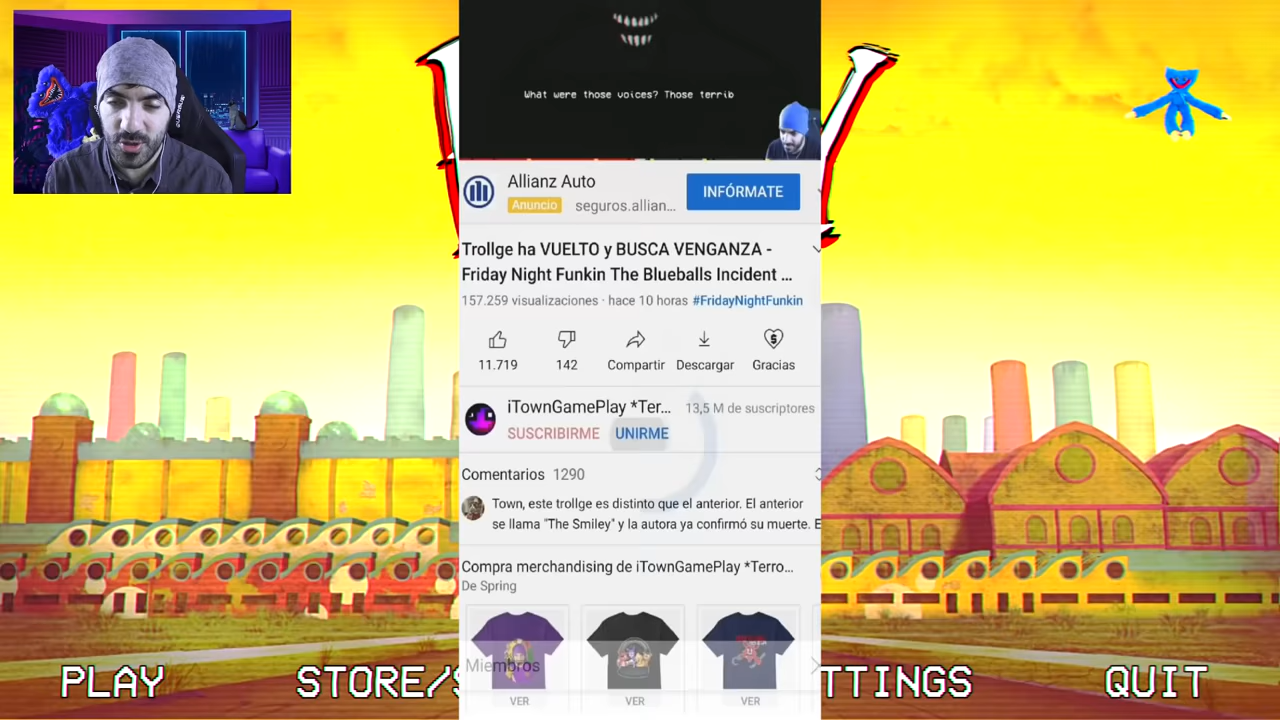 What were those voices? Those terrib
Allianz Auto
Anuncio seguros.allian...
INFÓRMATE
Trollge ha VUELTO y BUSCA VENGANZA -
Friday Night Funkin The Blueballs Incident ...
157.259 visualizaciones · hace 10 horas #FridayNightFunkin
11.719 142 Compartir Descargar Gracias
iTownGamePlay *Ter... 13,5 M de suscriptores
SUSCRIBIRME UNIRME
Comentarios 1290
Town, este trollge es distinto que el anterior. El anterior
se llama "The Smiley" y la autora ya confirmó su muerte. E
Compra merchandising de iTownGamePlay *Terro...
De Spring
Miembros
VER VER VER
PLAY STORE/S TTINGS QUIT